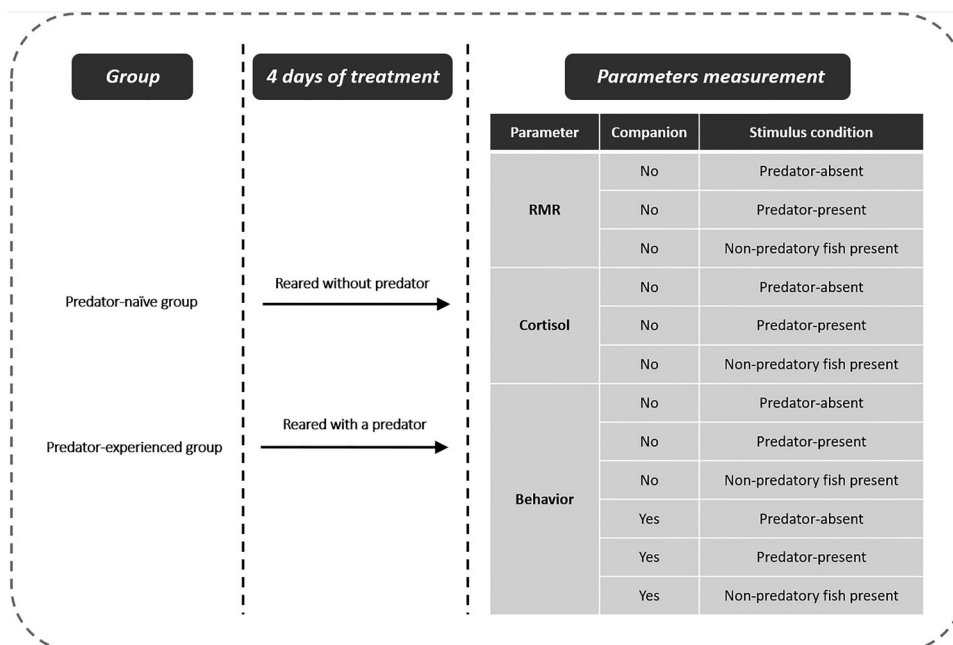 Group
4 days of treatment
Parameters measurement
Parameter Companion Stimulus condition
RMR
No Predator-absent
No Predator-present
No Non-predatory fish present
Cortisol
No Predator-absent
No Predator-present
No Non-predatory fish present
Behavior
No Predator-absent
No Predator-present
No Non-predatory fish present
Yes Predator-absent
Yes Predator-present
Yes Non-predatory fish present
Predator-naïve group
Reared without predator
Predator-experienced group
Reared with a predator